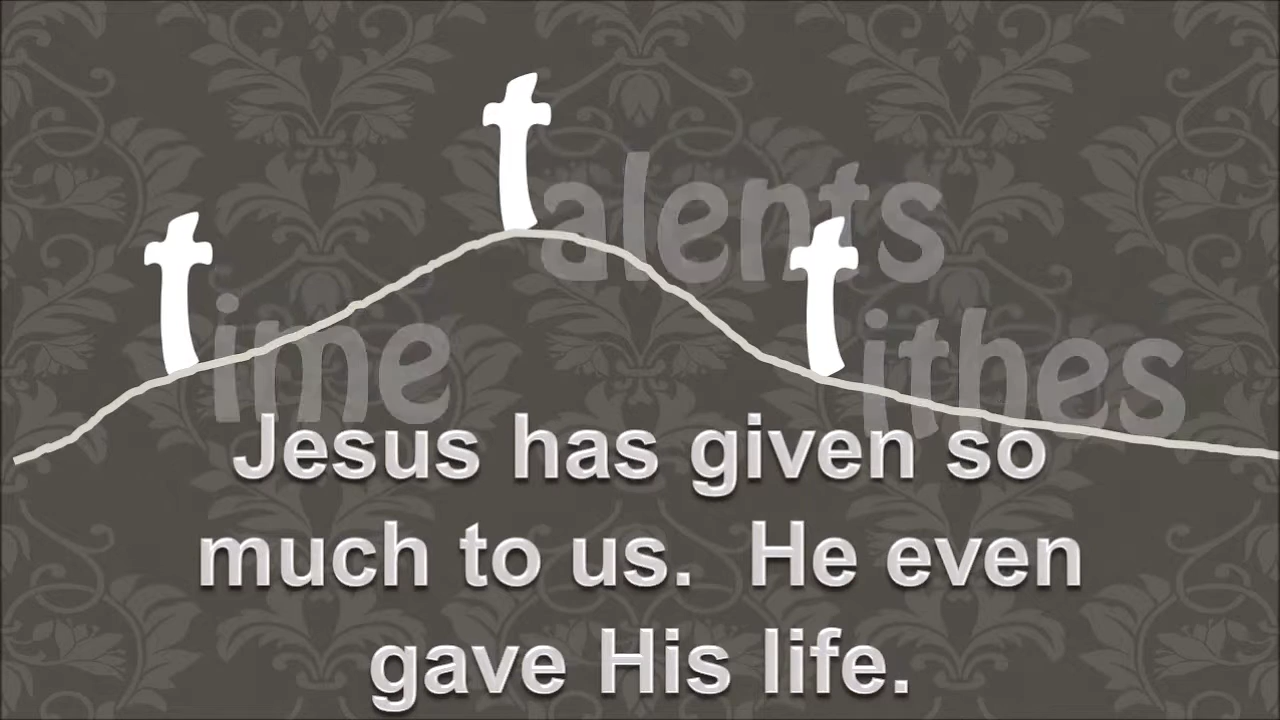 talents
time
tithes
Jesus has given so
much to us. He even
gave His life.